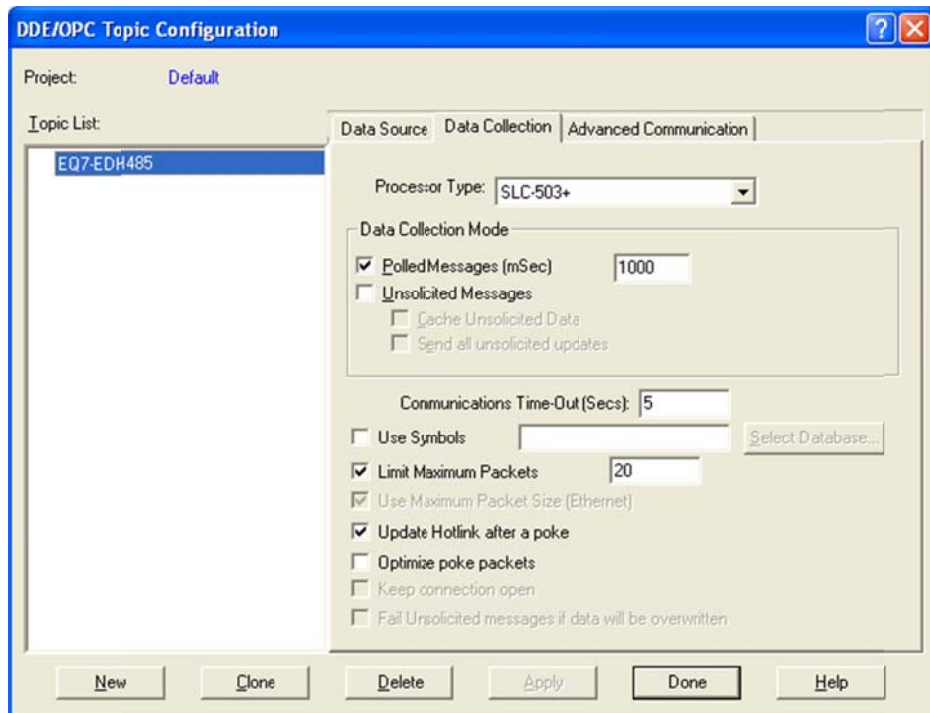 DDE/OPC Topic Configuration
Project: Default
Topic List:
EQ7-EDH485
Data Source Data Collection Advanced Communication
Processor Type: SLC-503+
Data Collection Mode
Polled Messages (mSec) 1000
Unsolicited Messages
Cache Unsolicited Data
Send all unsolicited updates
Communications Time-Out (Secs): 5
Use Symbols Select Database...
Limit Maximum Packets 20
Use Maximum Packet Size (Ethernet)
Update Hotlink after a poke
Optimize poke packets
Keep connection open
Fail Unsolicited messages if data will be overwritten
New Clone Delete Apply Done Help